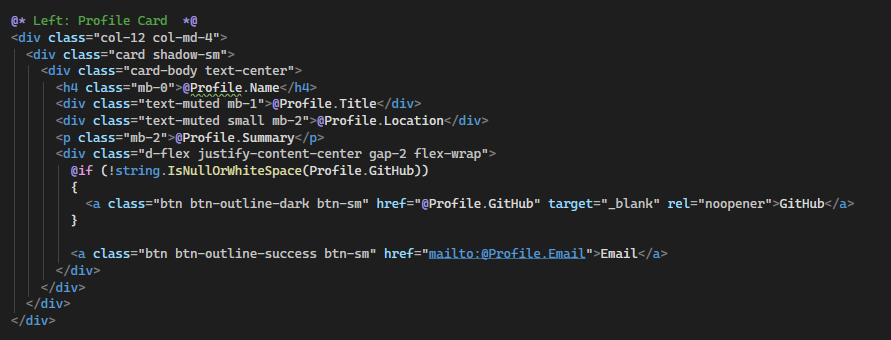 @* Left: Profile Card  *@
<div class="col-12 col-md-4">
  <div class="card shadow-sm">
    <div class="card-body text-center">
      <h4 class="mb-0">@Profile.Name</h4>
      <div class="text-muted mb-1">@Profile.Title</div>
      <div class="text-muted small mb-2">@Profile.Location</div>
      <p class="mb-2">@Profile.Summary</p>
      <div class="d-flex justify-content-center gap-2 flex-wrap">
        @if (!string.IsNullOrWhiteSpace(Profile.GitHub))
        {
          <a class="btn btn-outline-dark btn-sm" href="@Profile.GitHub" target="_blank" rel="noopener">GitHub</a>
        }

        <a class="btn btn-outline-success btn-sm" href="mailto:@Profile.Email">Email</a>
      </div>
    </div>
  </div>
</div>